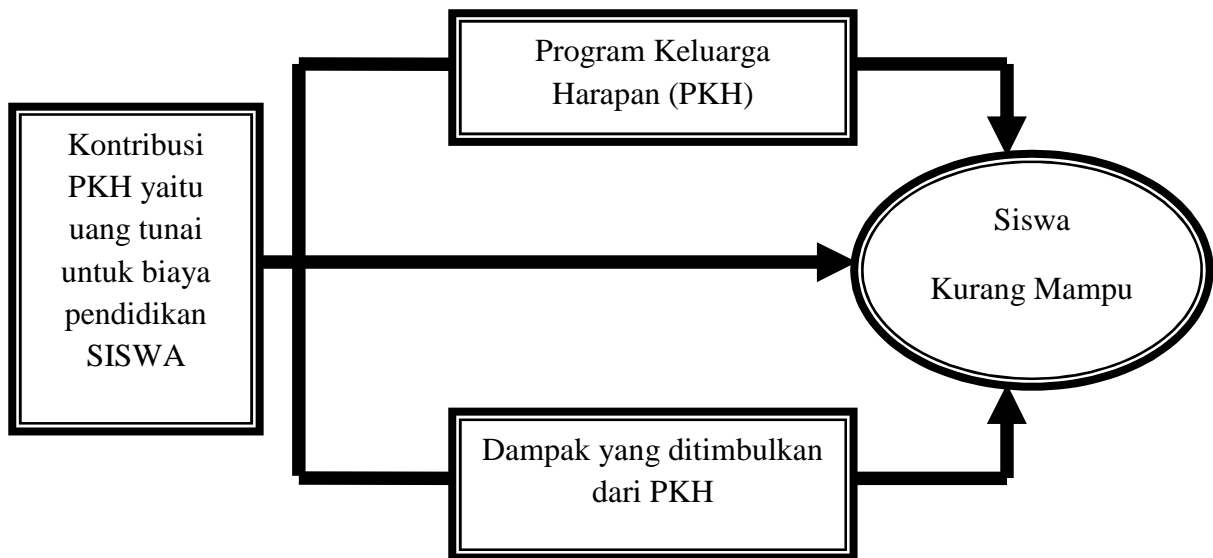 Program Keluarga
Harapan (PKH)
Kontribusi
PKH yaitu
uang tunai
untuk biaya
pendidikan
SISWA
Siswa
Kurang Mampu
Dampak yang ditimbulkan
dari PKH